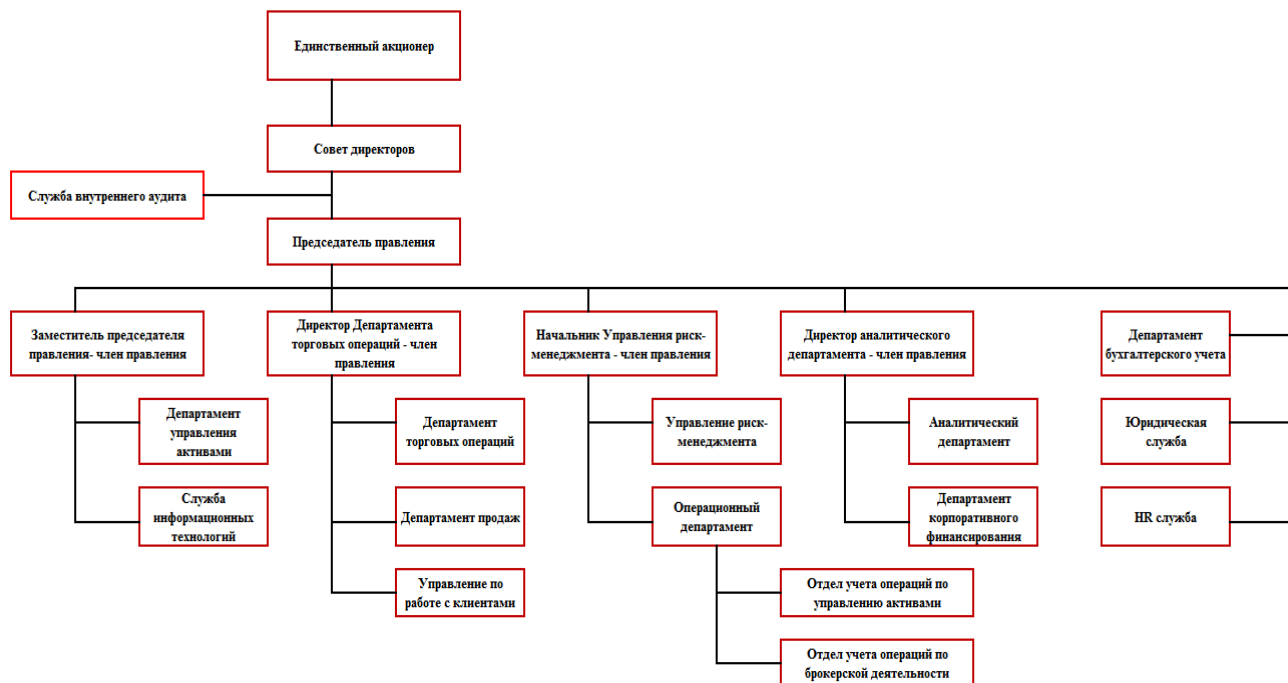 Единственный акционер
Совет директоров
Служба внутреннего аудита
Председатель правления
Заместитель председателя
правления- член правления
Директор Департамента
торговых операций - член
правления
Начальник Управления риск-
менеджмента - член правления
Директор аналитического
департамента - член правления
Департамент
бухгалтерского учета
Департамент
управления
активами
Департамент
торговых операций
Управление риск-
менеджмента
Аналитический
департамент
Юридическая
служба
Служба
информационных
технологий
Департамент продаж
Операционный
департамент
Департамент
корпоративного
финансирования
HR служба
Управление по
работе с клиентами
Отдел учета операций по
управлению активами
Отдел учета операций по
брокерской деятельности